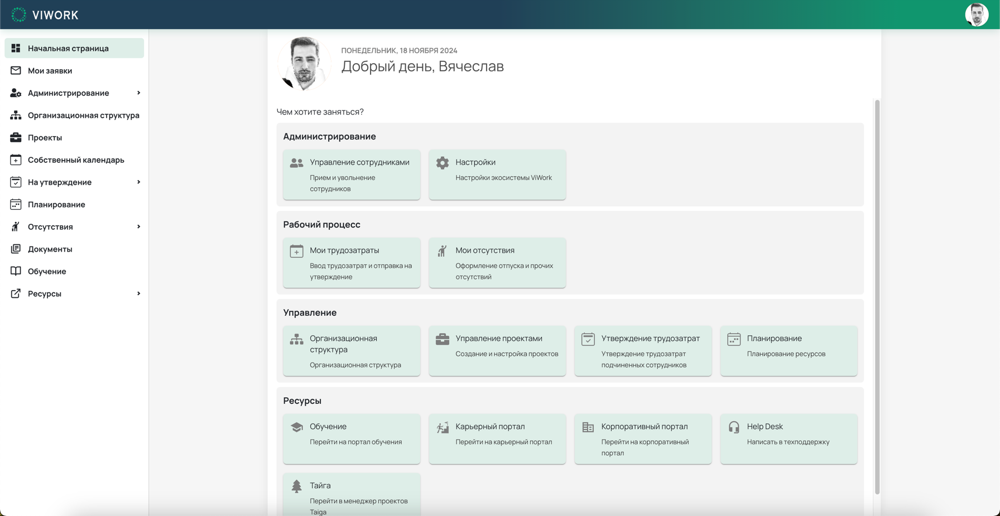 VIWORK
Начальная страница
Мои заявки
Администрирование
Организационная структура
Проекты
Собственный календарь
На утверждение
Планирование
Отсутствия
Документы
Обучение
Ресурсы
ПОНЕДЕЛЬНИК, 18 НОЯБРЯ 2024
Добрый день, Вячеслав
Чем хотите заняться?
Администрирование
Управление сотрудниками
Прием и увольнение
сотрудников
Настройки
Настройки экосистемы ViWork
Рабочий процесс
Мои трудозатраты
Ввод трудозатрат и отправка на
утверждение
Мои отсутствия
Оформление отпуска и прочих
отсутствий
Управление
Организационная
структура
Организационная структура
Управление проектами
Создание и настройка проектов
Утверждение трудозатрат
Утверждение трудозатрат
подчиненных сотрудников
Планирование
Планирование ресурсов
Ресурсы
Обучение
Перейти на портал обучения
Карьерный портал
Перейти на карьерный портал
Корпоративный портал
Перейти на корпоративный
портал
Help Desk
Написать в техподдержку
Тайга
Перейти в менеджер проектов
Taiga